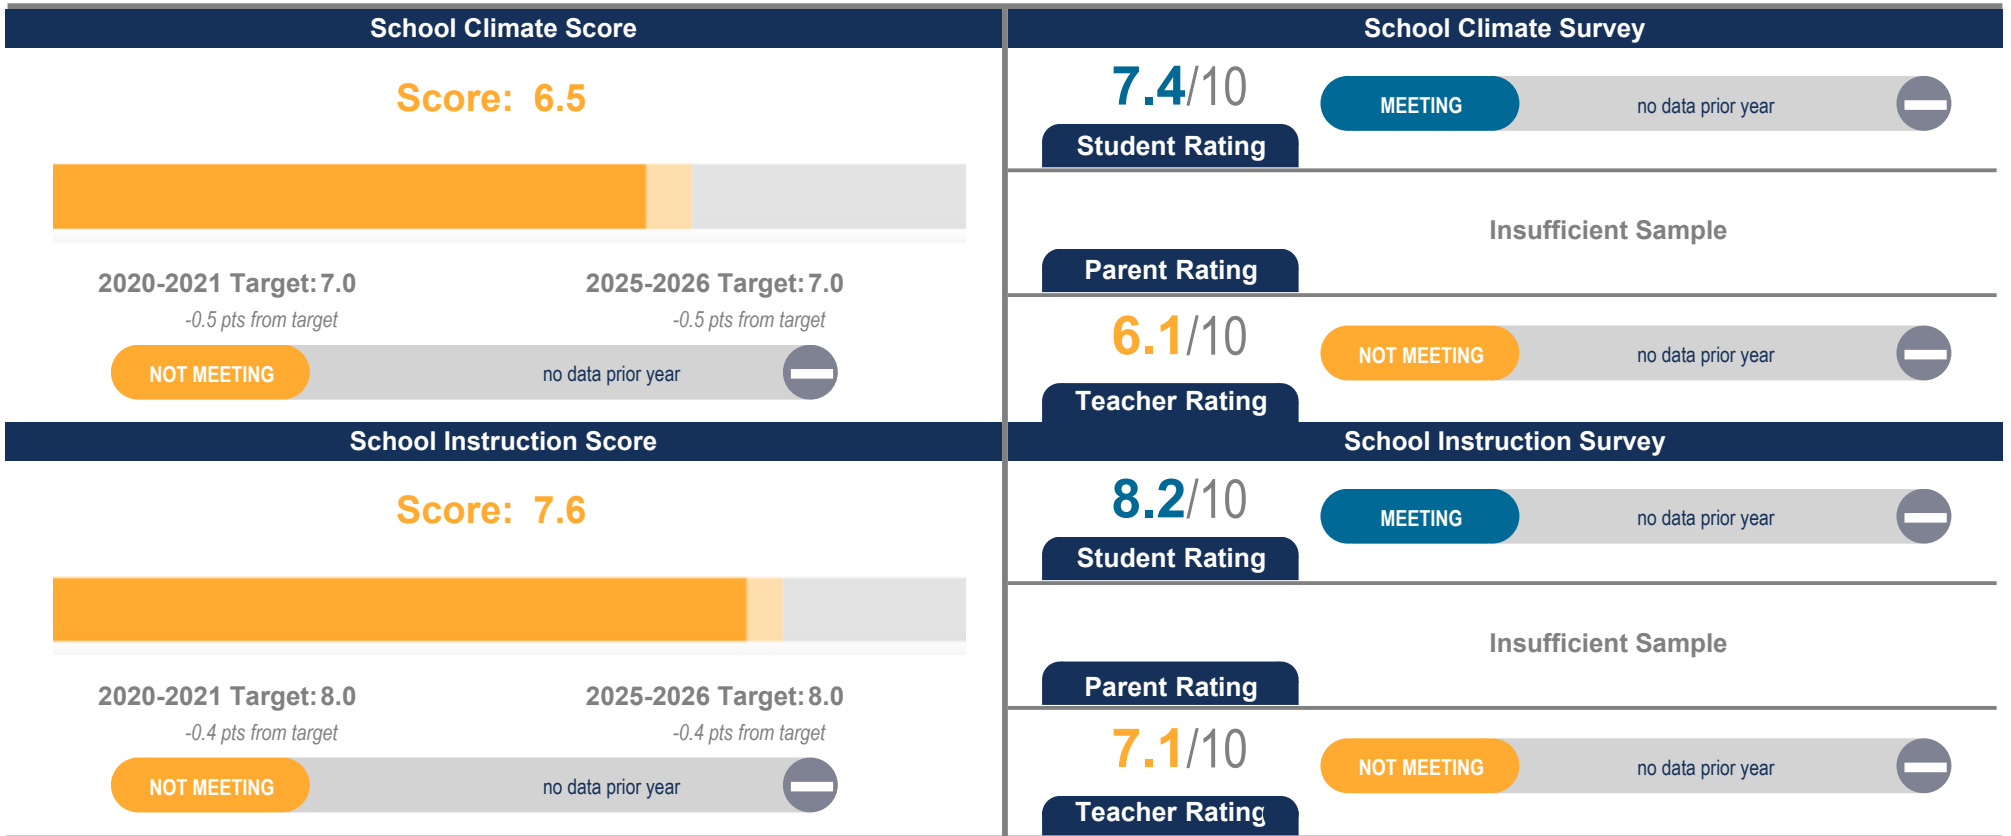 School Climate Score
Score: 6.5
2020-2021 Target: 7.0
2025-2026 Target: 7.0
-0.5 pts from target
-0.5 pts from target
NOT MEETING
no data prior year
School Climate Survey
7.4/10
MEETING
no data prior year
Student Rating
Insufficient Sample
Parent Rating
6.1/10
NOT MEETING
no data prior year
Teacher Rating
School Instruction Score
Score: 7.6
2020-2021 Target: 8.0
2025-2026 Target: 8.0
-0.4 pts from target
-0.4 pts from target
NOT MEETING
no data prior year
School Instruction Survey
8.2/10
MEETING
no data prior year
Student Rating
Insufficient Sample
Parent Rating
7.1/10
NOT MEETING
no data prior year
Teacher Rating